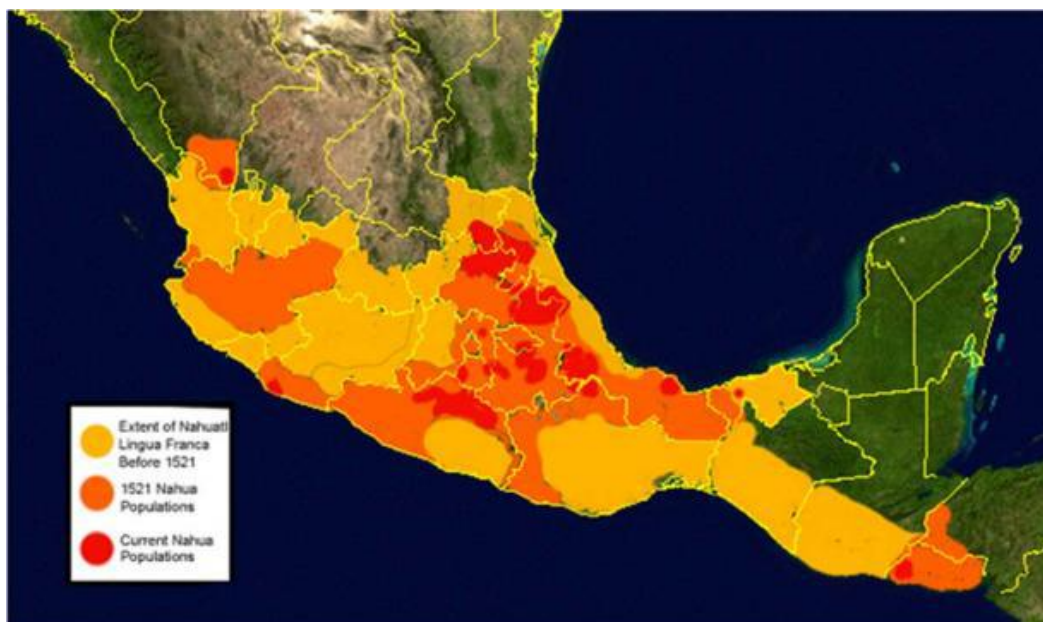 Extent of Nahuatl
Lingua Franca
Before 1521
1521 Nahua
Populations
Current Nahua
Populations